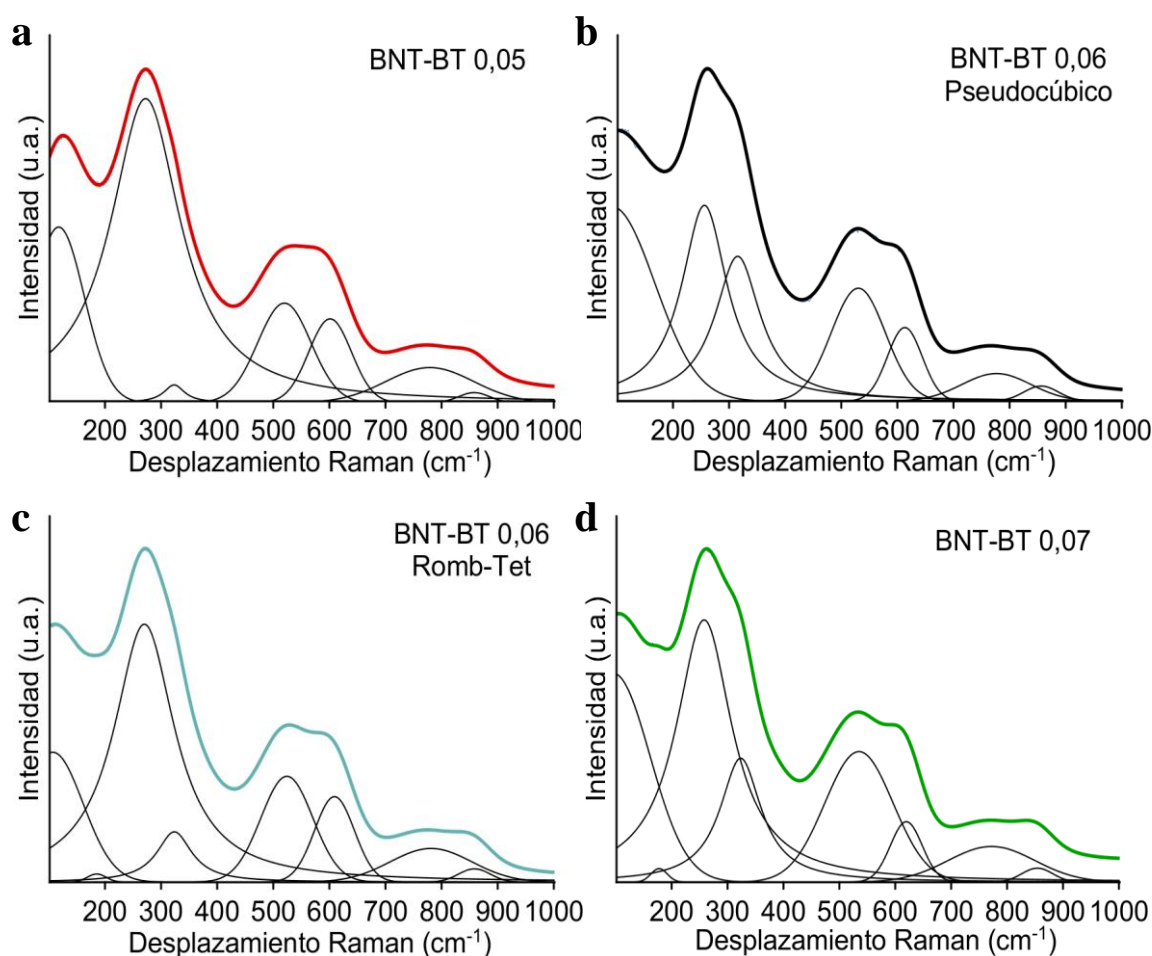 a
BNT-BT 0,05
Intensidad (u.a.)
200 300 400 500 600 700 800 900 1000
Desplazamiento Raman (cm⁻¹)
b
BNT-BT 0,06
Pseudocúbico
Intensidad (u.a.)
200 300 400 500 600 700 800 900 1000
Desplazamiento Raman (cm⁻¹)
c
BNT-BT 0,06
Romb-Tet
Intensidad (u.a.)
200 300 400 500 600 700 800 900 1000
Desplazamiento Raman (cm⁻¹)
d
BNT-BT 0,07
Intensidad (u.a.)
200 300 400 500 600 700 800 900 1000
Desplazamiento Raman (cm⁻¹)